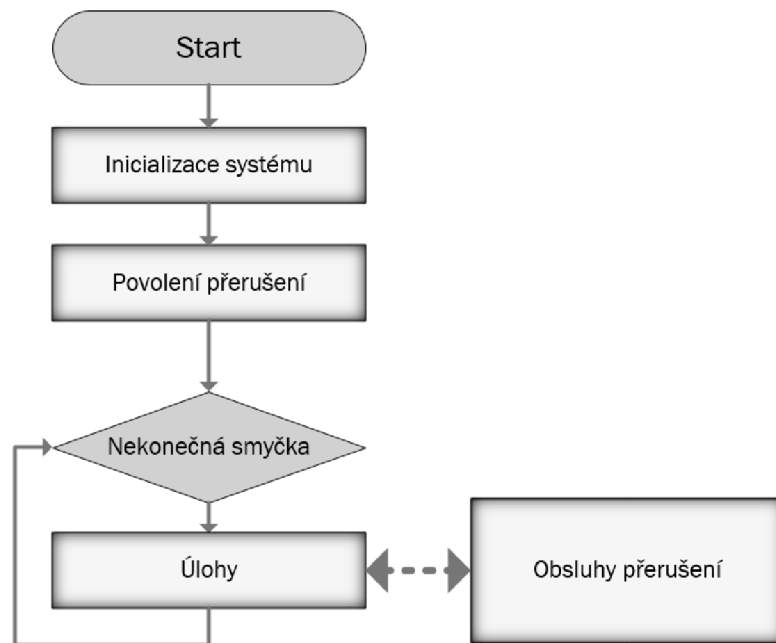 Start
Inicializace systému
Povolení přerušení
Nekonečná smyčka
Úlohy
Obsluhy přerušení